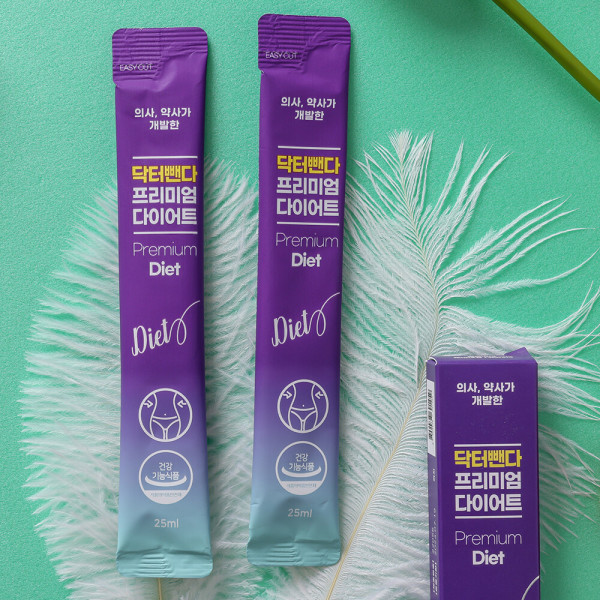 EASY CUT
의사, 약사가
개발한
닥터뺀다
프리미엄
다이어트
Premium
Diet
Diet
건강
기능식품
25ml
EASY CUT
의사, 약사가
개발한
닥터뺀다
프리미엄
다이어트
Premium
Diet
Diet
건강
기능식품
25ml
의사, 약사가
개발한
닥터뺀다
프리미엄
다이어트
Premium
Diet